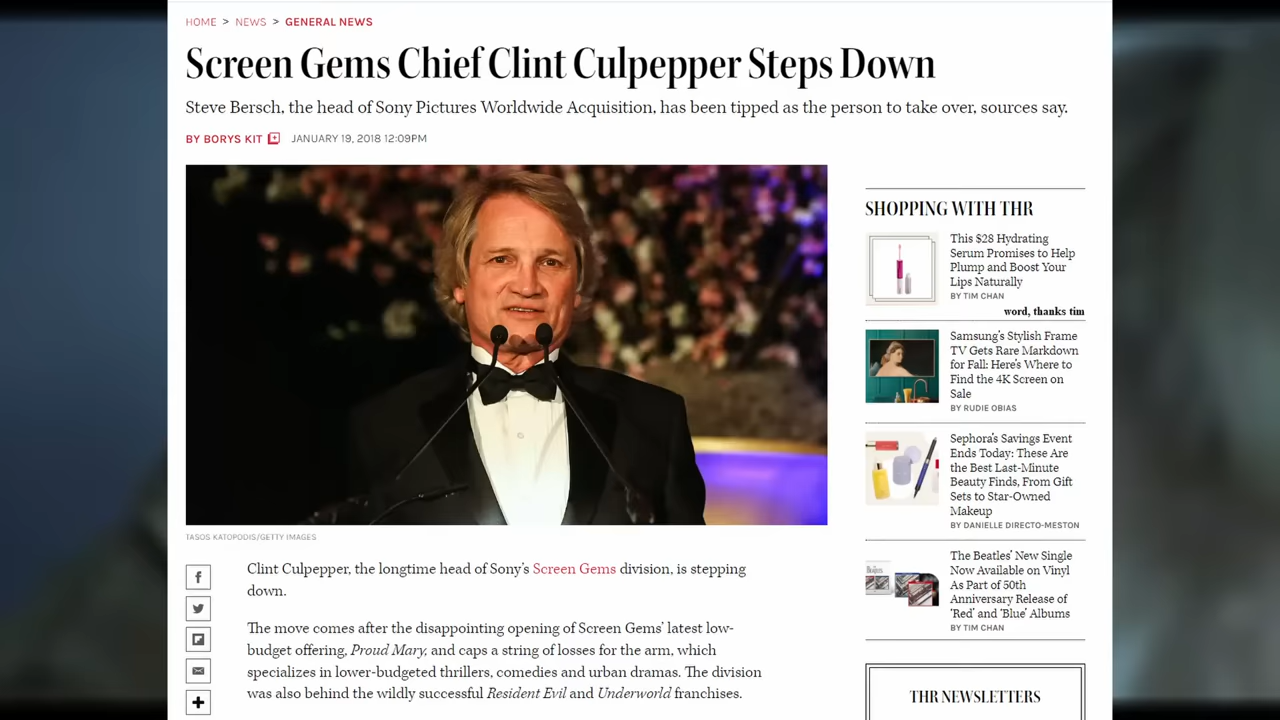 HOME > NEWS > GENERAL NEWS
Screen Gems Chief Clint Culpepper Steps Down
Steve Bersch, the head of Sony Pictures Worldwide Acquisition, has been tipped as the person to take over, sources say.
BY BORYS KIT JANUARY 19, 2018 12:09PM
TASOS KATOPODIS/GETTY IMAGES
Clint Culpepper, the longtime head of Sony’s Screen Gems division, is stepping
down.
The move comes after the disappointing opening of Screen Gems’ latest low-
budget offering, Proud Mary, and caps a string of losses for the arm, which
specializes in lower-budgeted thrillers, comedies and urban dramas. The division
was also behind the wildly successful Resident Evil and Underworld franchises.
SHOPPING WITH THR
This $28 Hydrating
Serum Promises to Help
Plump and Boost Your
Lips Naturally
BY TIM CHAN
word, thanks tim
Samsung’s Stylish Frame
TV Gets Rare Markdown
for Fall: Here’s Where to
Find the 4K Screen on
Sale
BY RUDIE OBIAS
Sephora’s Savings Event
Ends Today: These Are
the Best Last-Minute
Beauty Finds, From Gift
Sets to Star-Owned
Makeup
BY DANIELLE DIRECTO-MESTON
The Beatles’ New Single
Now Available on Vinyl
As Part of 50th
Anniversary Release of
‘Red’ and ‘Blue’ Albums
BY TIM CHAN
THR NEWSLETTERS